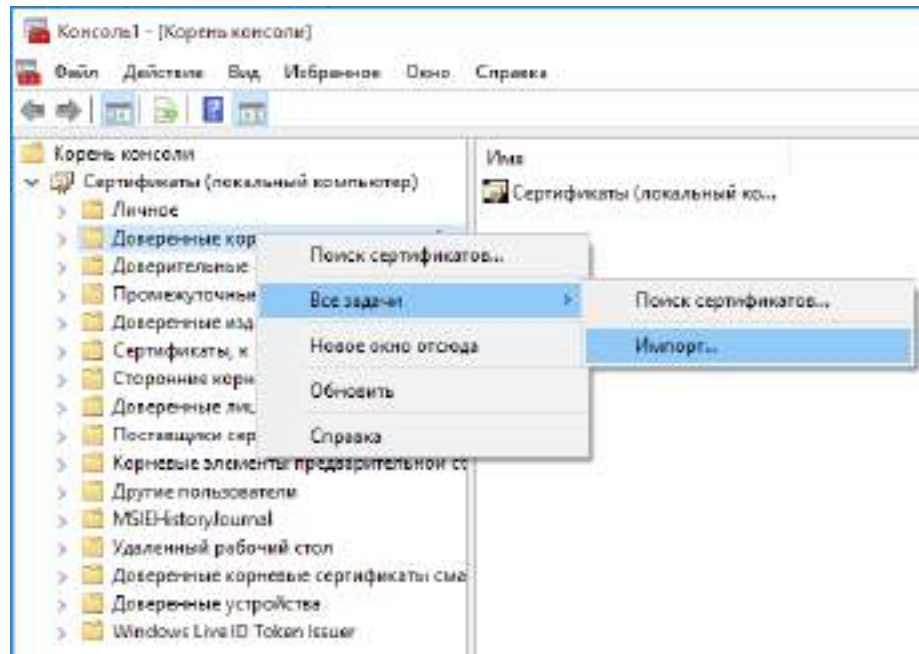 Консоль1 - [Корень консоли]
Файл Действие Вид Избранное Окно Справка
Корень консоли
Сертификаты (локальный компьютер)
Личное
Доверенные кор
Доверительные
Промежуточные
Доверенные изд
Сертификаты, к
Сторонние корн
Доверенные лиц
Поставщики сер
Корневые элементы предварительной сс
Другие пользователи
MSIEHistoryJournal
Удаленный рабочий стол
Доверенные корневые сертификаты сма
Доверенные устройства
Windows Live ID Token Issuer
Имя
Сертификаты (локальный ко...
Поиск сертификатов...
Все задачи
Новое окно отсюда
Обновить
Справка
Поиск сертификатов...
Импорт...